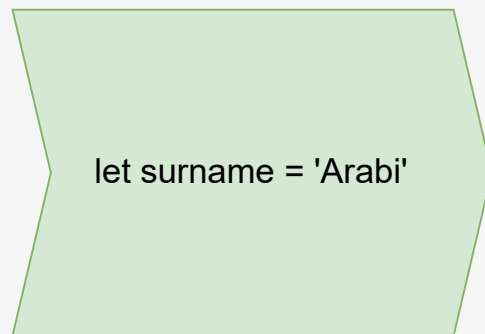 let surname = 'Arabi'